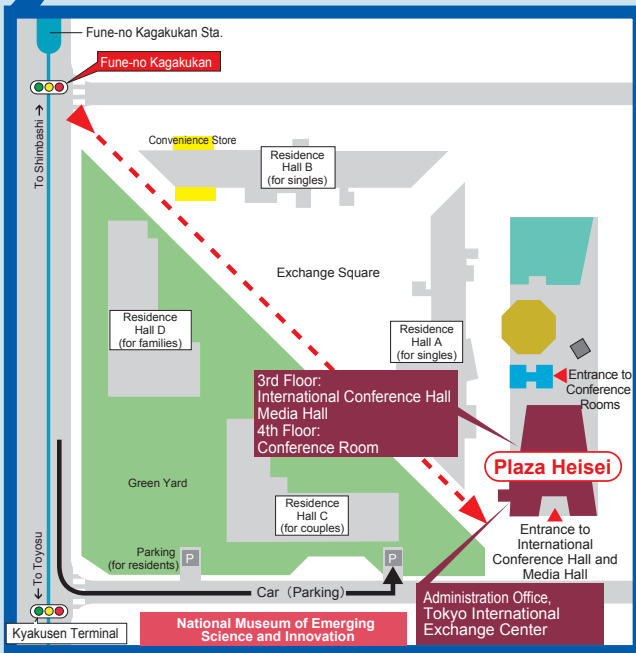 Fune-no Kagakukan Sta.
Fune-no Kagakukan
To Shimbashi →
Convenience Store
Residence
Hall B
(for singles)
Exchange Square
Residence
Hall D
(for families)
Residence
Hall A
(for singles)
3rd Floor:
International Conference Hall
Media Hall
4th Floor:
Conference Room
Entrance to
Conference
Rooms
Plaza Heisei
Green Yard
Residence
Hall C
(for couples)
Entrance to
International
Conference Hall and
Media Hall
Parking
(for residents)
P
P
← To Toyosu
Car（Parking）
Administration Office,
Tokyo International
Exchange Center
National Museum of Emerging
Science and Innovation
Kyakusen Terminal